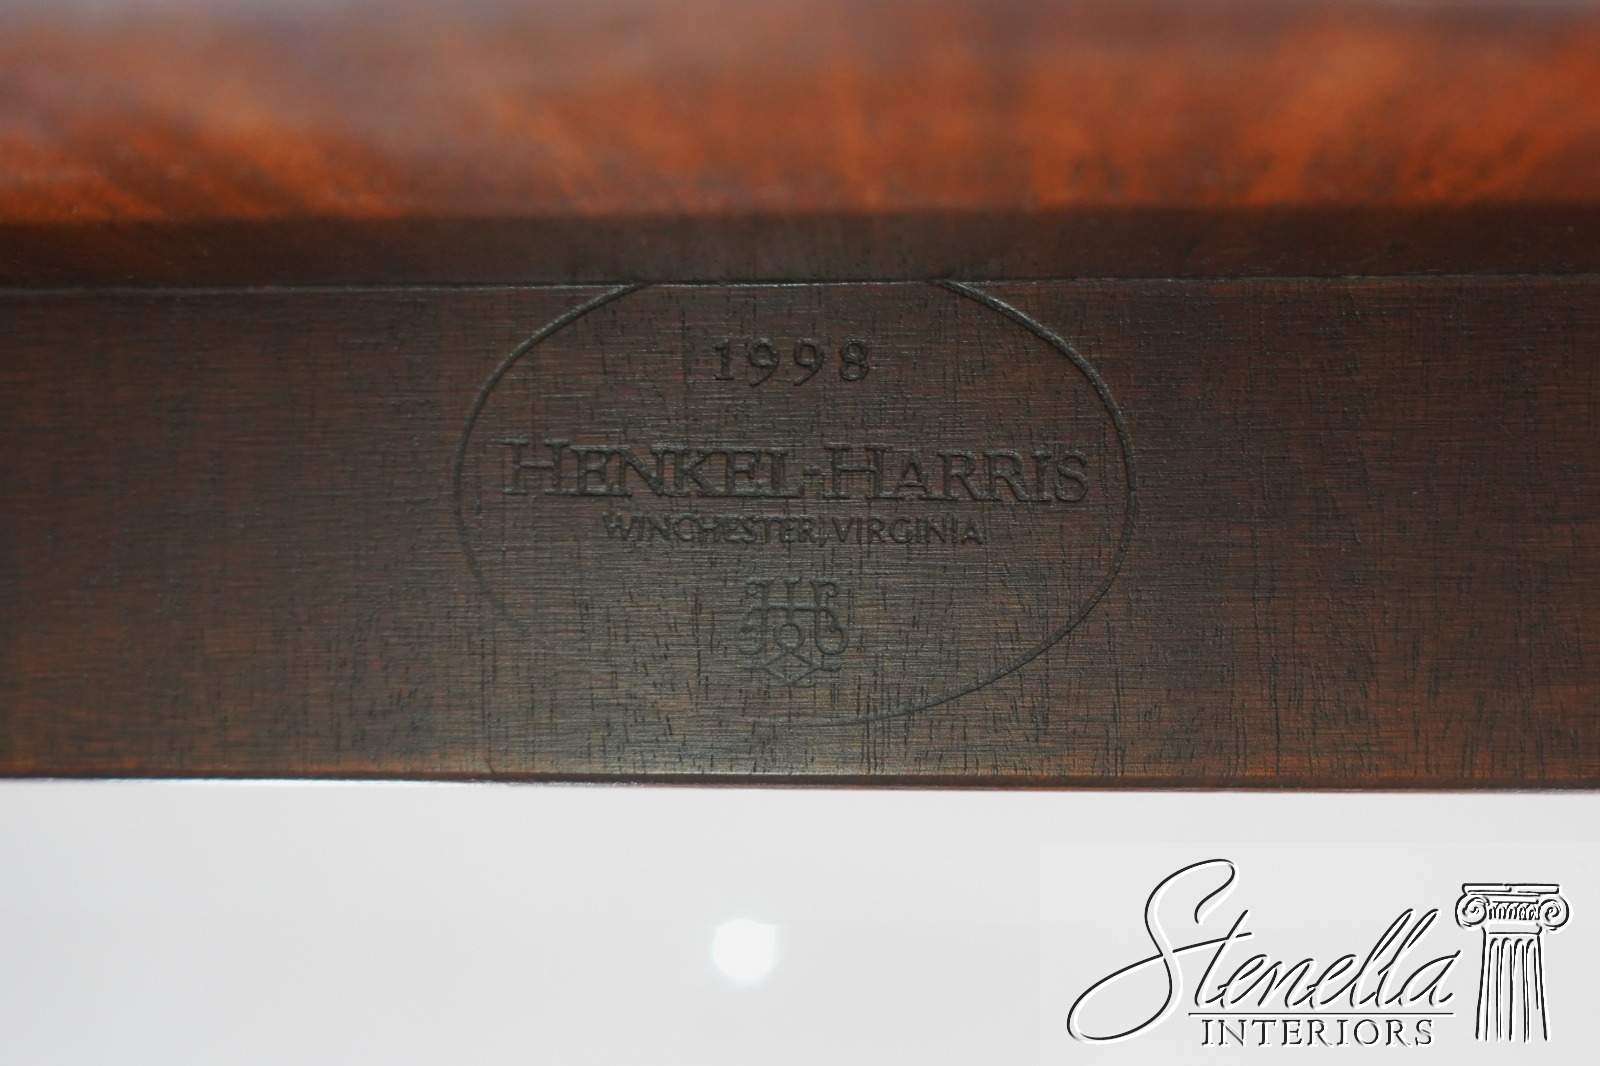 1998
HENKEL-HARRIS
WINCHESTER, VIRGINIA
Stenella
INTERIORS